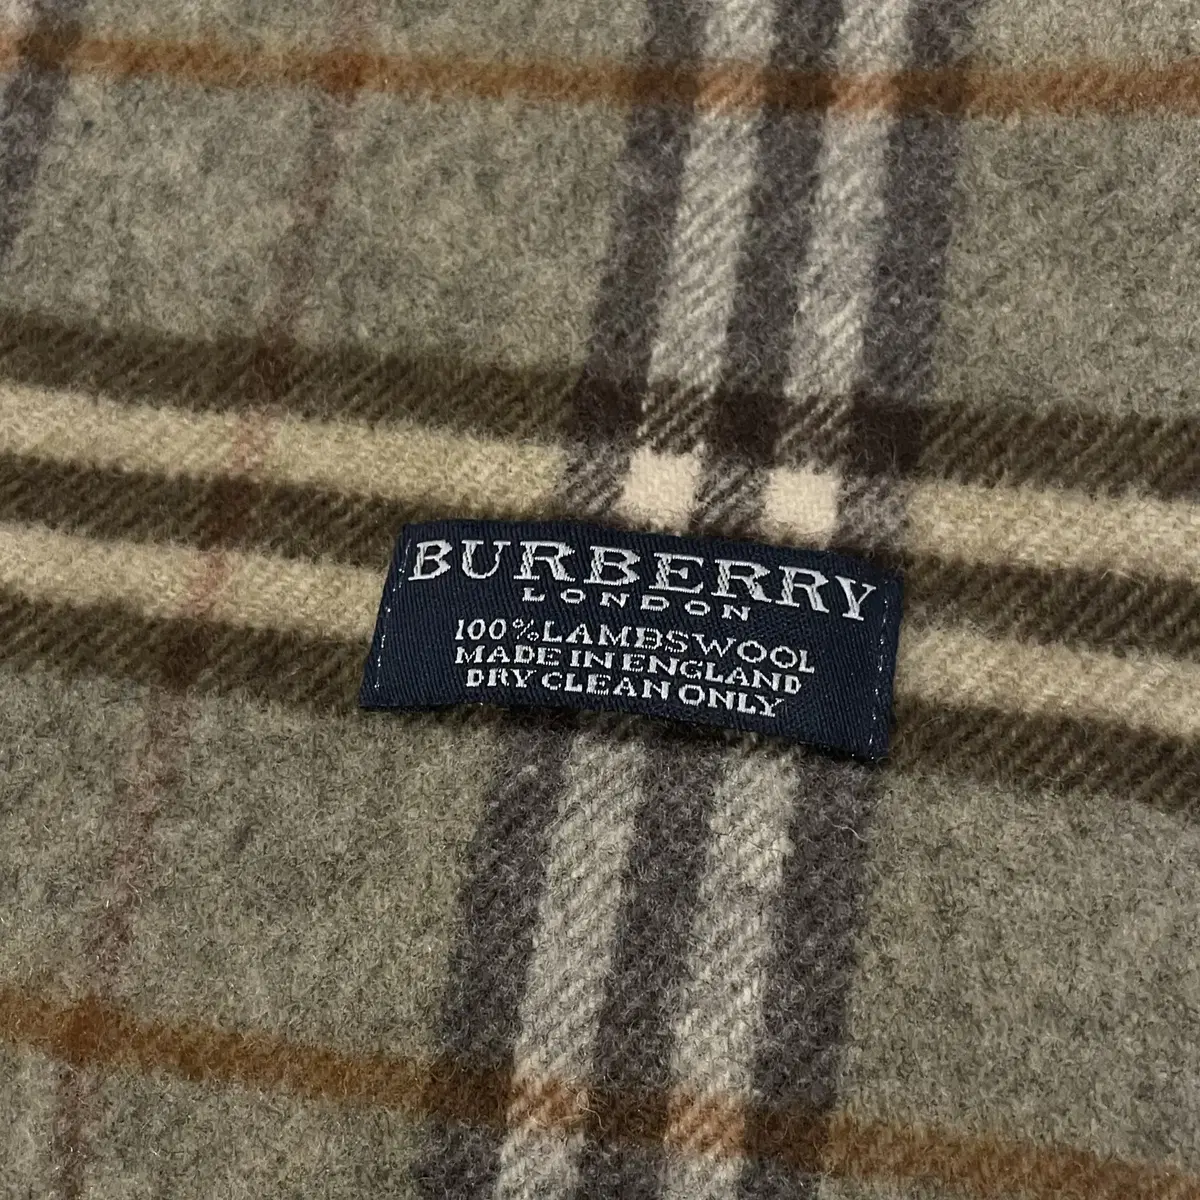 BURBERRY
LONDON
100% LAMBSWOOL
MADE IN ENGLAND
DRY CLEAN ONLY